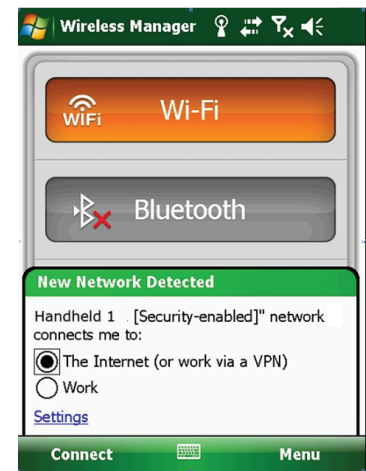 Wireless Manager
WiFi Wi-Fi
Bluetooth
New Network Detected
Handheld 1 . [Security-enabled]" network
connects me to:
The Internet (or work via a VPN)
Work
Settings
Connect Menu